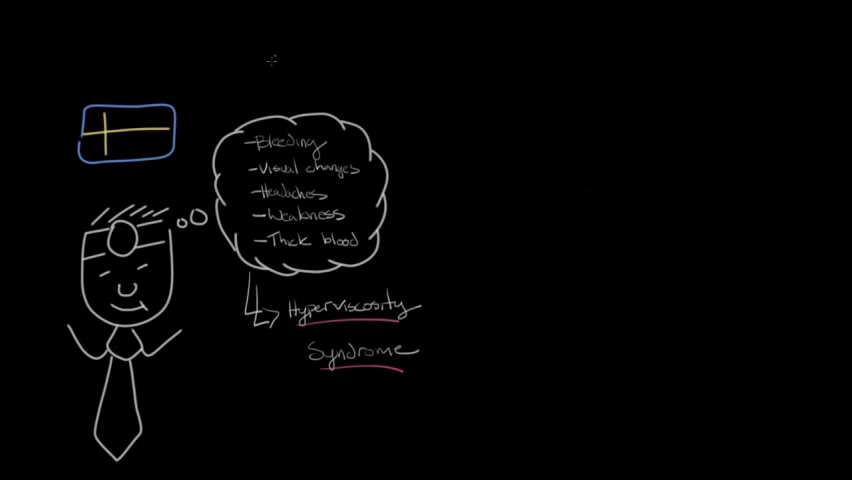 -Bleeding
-Visual changes
-Headaches
-Weakness
-Thick blood
Hyperviscosity
Syndrome